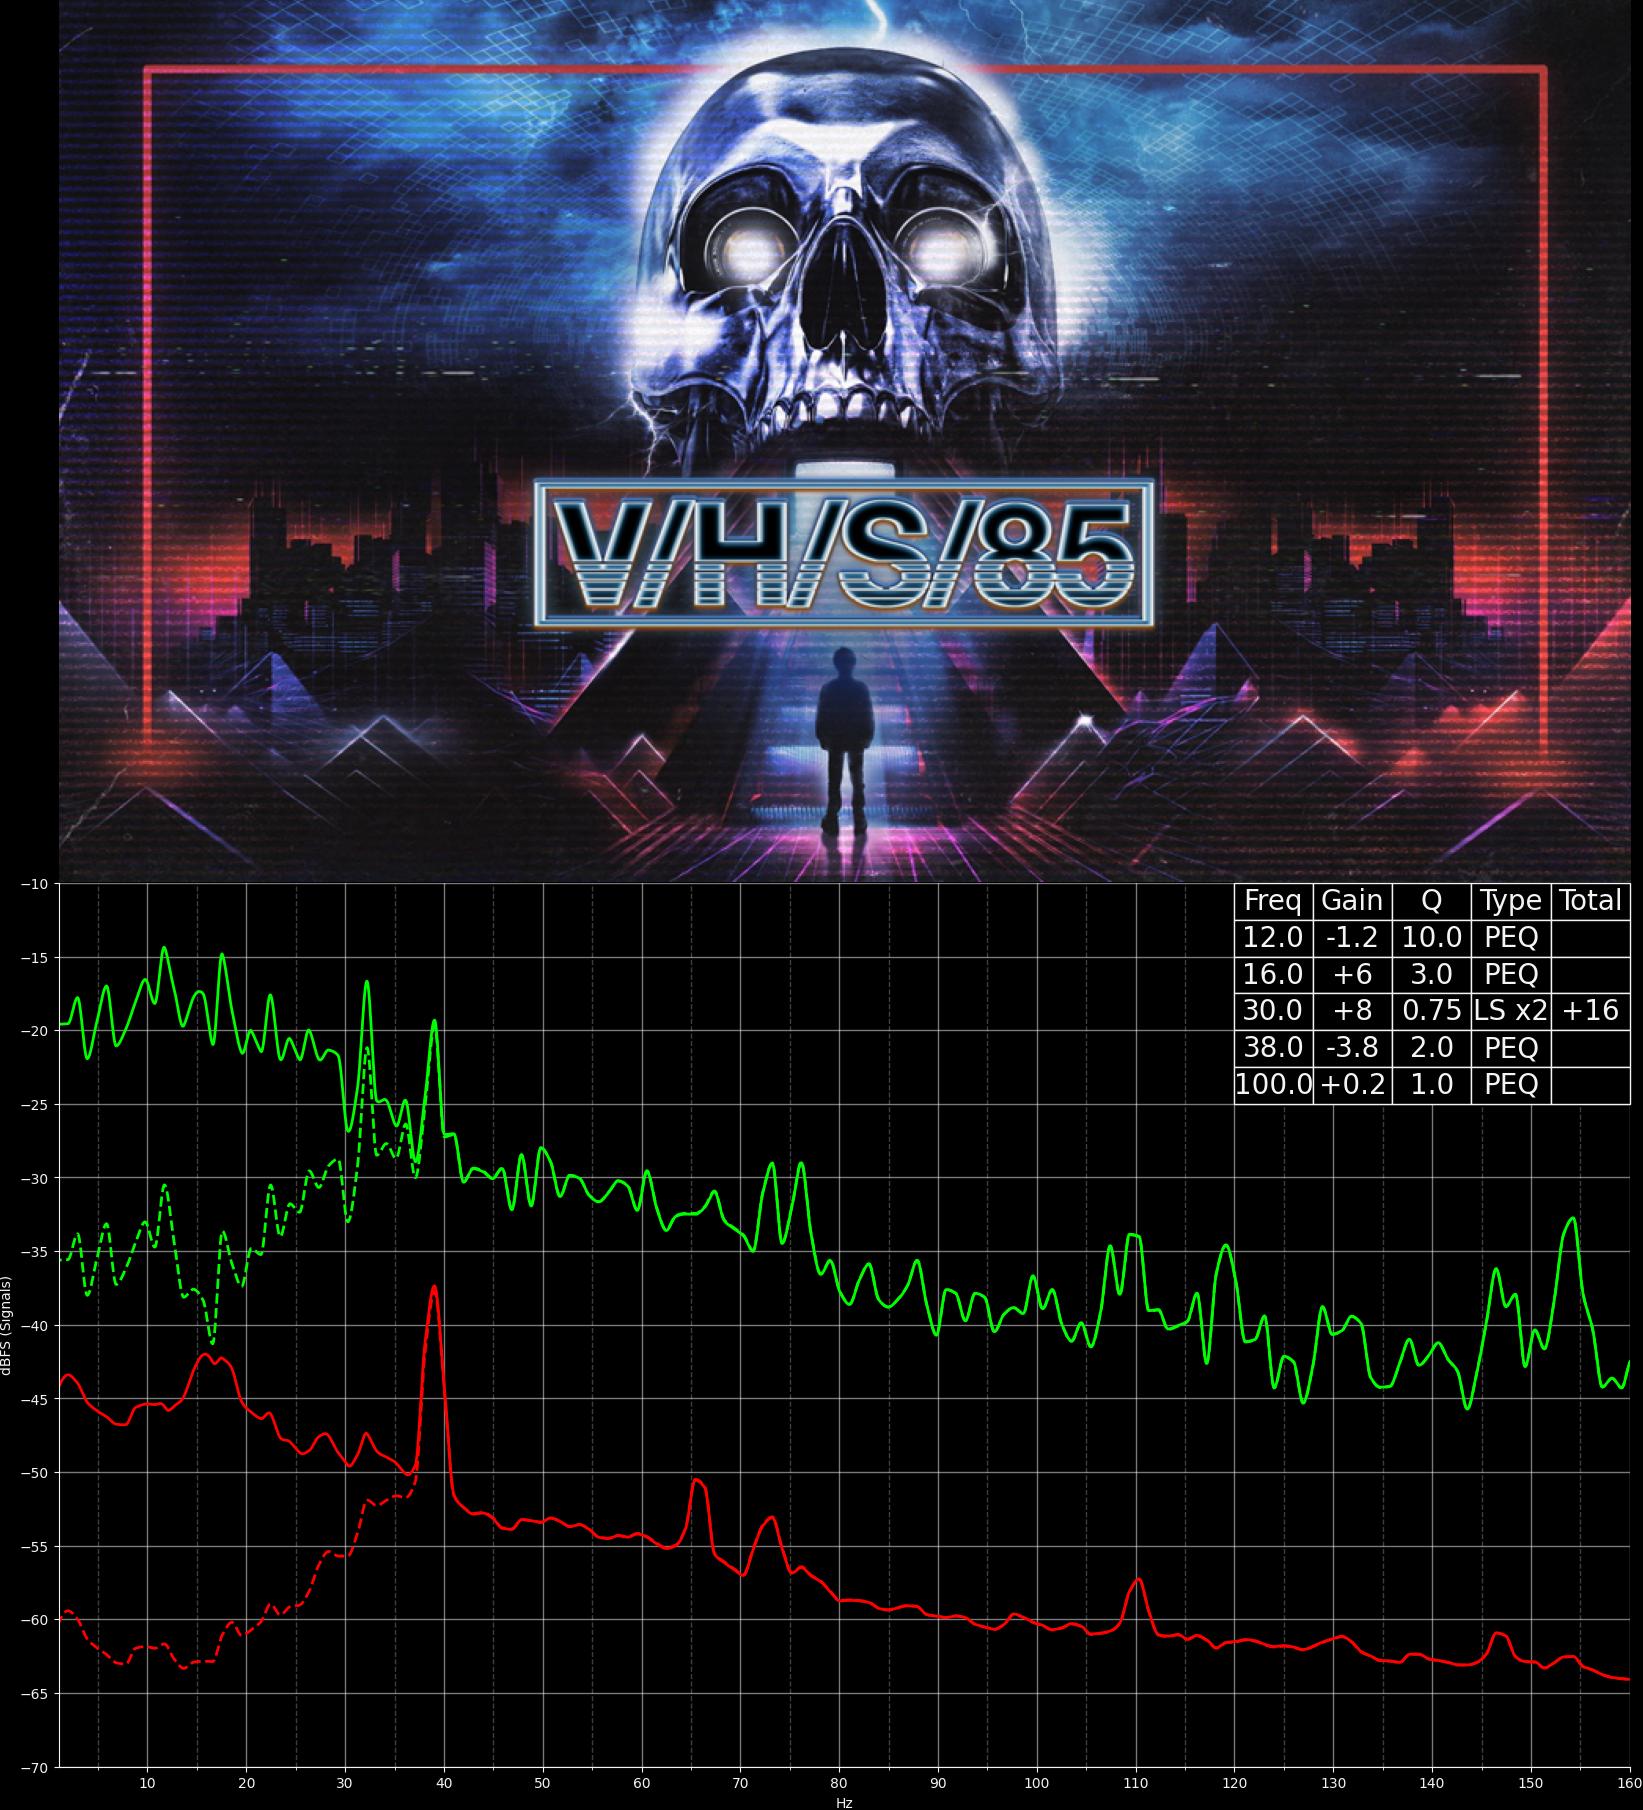 V/H/S/85
Freq Gain Q Type Total
12.0 -1.2 10.0 PEQ
16.0 +6 3.0 PEQ
30.0 +8 0.75 LS x2 +16
38.0 -3.8 2.0 PEQ
100.0 +0.2 1.0 PEQ
−10
−15
−20
−25
−30
−35
−40
−45
−50
−55
−60
−65
−70
dBFS (Signals)
10 20 30 40 50 60 70 80 90 100 110 120 130 140 150 160
Hz